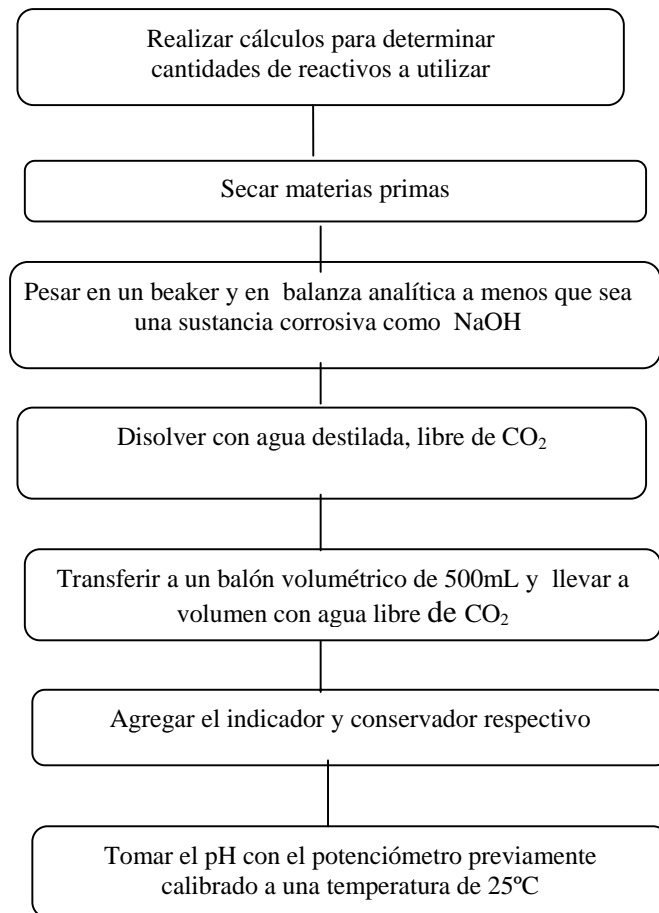 Realizar cálculos para determinar
cantidades de reactivos a utilizar
Secar materias primas
Pesar en un beaker y en balanza analítica a menos que sea
una sustancia corrosiva como NaOH
Disolver con agua destilada, libre de CO₂
Transferir a un balón volumétrico de 500mL y llevar a
volumen con agua libre de CO₂
Agregar el indicador y conservador respectivo
Tomar el pH con el potenciómetro previamente
calibrado a una temperatura de 25ºC